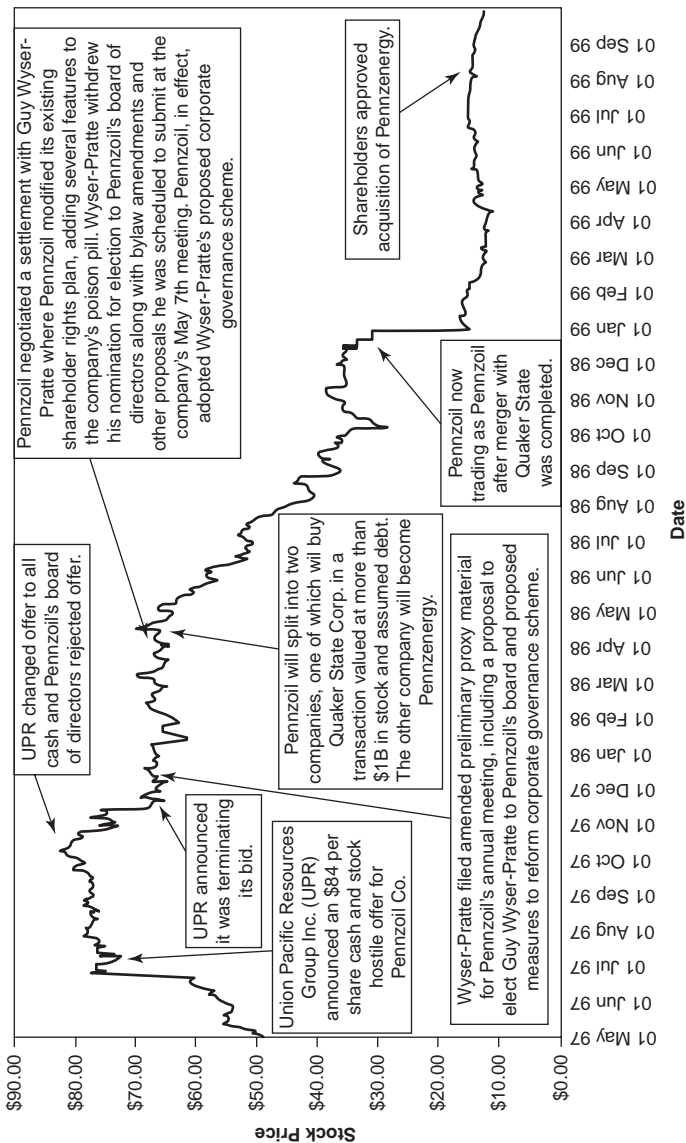 $90.00
$80.00
$70.00
$60.00
$50.00
$40.00
$30.00
$20.00
$10.00
$0.00
Stock Price
UPR changed offer to all
cash and Pennzoil's board
of directors rejected offer.
Pennzoil negotiated a settlement with Guy Wyser-
Pratte where Pennzoil modified its existing
shareholder rights plan, adding several features to
the company's poison pill. Wyser-Pratte withdrew
his nomination for election to Pennzoil's board of
directors along with bylaw amendments and
other proposals he was scheduled to submit at the
company's May 7th meeting. Pennzoil, in effect,
adopted Wyser-Pratte's proposed corporate
governance scheme.
UPR announced
it was terminating
its bid.
Union Pacific Resources
Group Inc. (UPR)
announced an $84 per
share cash and stock
hostile offer for
Pennzoil Co.
Pennzoil will split into two
companies, one of which will buy
Quaker State Corp. in a
transaction valued at more than
$1B in stock and assumed debt.
The other company will become
Pennzenergy.
Shareholders approved
acquisition of Pennzenergy.
Wyser-Pratte filed amended preliminary proxy material
for Pennzoil's annual meeting, including a proposal to
elect Guy Wyser-Pratte to Pennzoil's board and proposed
measures to reform corporate governance scheme.
Pennzoil now
trading as Pennzoil
after merger with
Quaker State
was completed.
01 May 97
01 Jun 97
01 Jul 97
01 Aug 97
01 Sep 97
01 Oct 97
01 Nov 97
01 Dec 97
01 Jan 98
01 Feb 98
01 Mar 98
01 Apr 98
01 May 98
01 Jun 98
01 Jul 98
01 Aug 98
01 Sep 98
01 Oct 98
01 Nov 98
01 Dec 98
01 Jan 99
01 Feb 99
01 Mar 99
01 Apr 99
01 May 99
01 Jun 99
01 Jul 99
01 Aug 99
01 Sep 99
Date